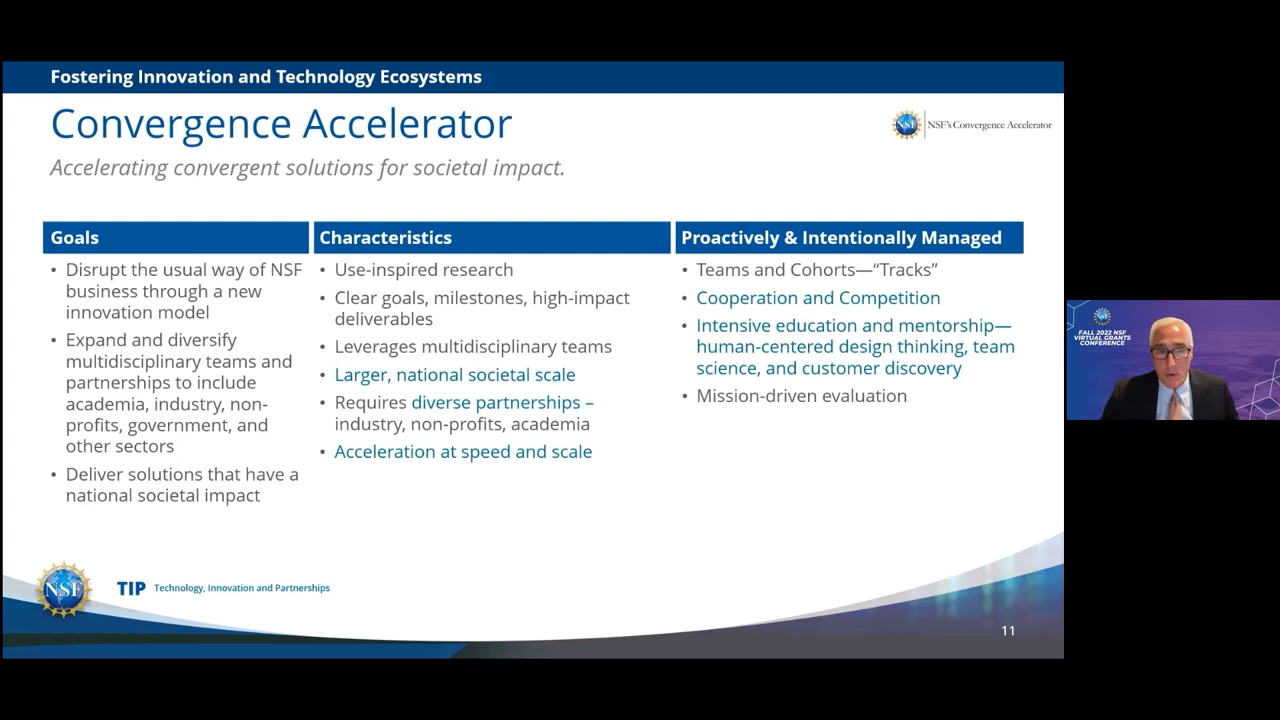 Fostering Innovation and Technology Ecosystems
Convergence Accelerator
NSF
NSF's Convergence Accelerator
Accelerating convergent solutions for societal impact.
Goals
• Disrupt the usual way of NSF
business through a new
innovation model
• Expand and diversify
multidisciplinary teams and
partnerships to include
academia, industry, non-
profits, government, and
other sectors
• Deliver solutions that have a
national societal impact
Characteristics
• Use-inspired research
• Clear goals, milestones, high-impact
deliverables
• Leverages multidisciplinary teams
• Larger, national societal scale
• Requires diverse partnerships –
industry, non-profits, academia
• Acceleration at speed and scale
Proactively & Intentionally Managed
• Teams and Cohorts—“Tracks”
• Cooperation and Competition
• Intensive education and mentorship—
human-centered design thinking, team
science, and customer discovery
• Mission-driven evaluation
NSF
TIP Technology, Innovation and Partnerships
11
NSF
FALL 2022 NSF
VIRTUAL GRANTS
CONFERENCE